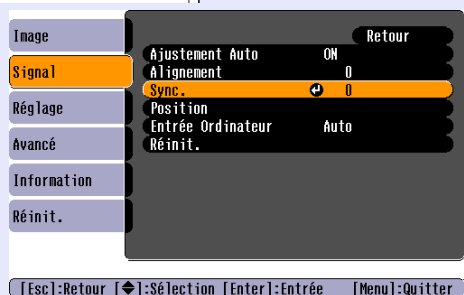 Retour
Image
Signal
Réglage
Avancé
Information
Réinit.
Ajustement Auto ON
Alignement 0
Sync. 0
Position
Entrée Ordinateur Auto
Réinit.
[Esc]:Retour [◆]:Sélection [Enter]:Entrée [Menu]:Quitter